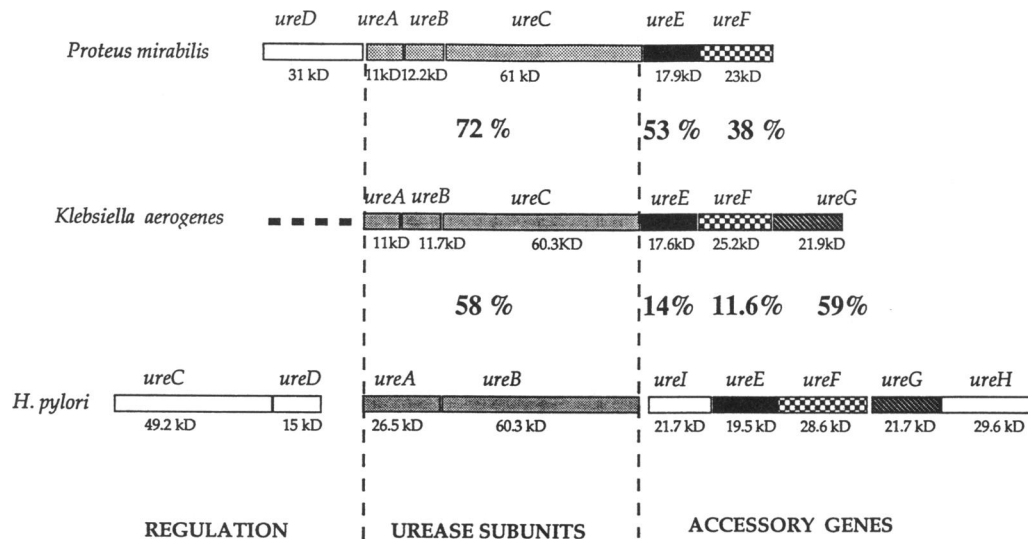 ureD ureA ureB ureC ureE ureF
Proteus mirabilis
31 kD 11kD 12.2kD 61 kD 17.9kD 23kD
72 % 53 % 38 %
ureA ureB ureC ureE ureF ureG
Klebsiella aerogenes
11kD 11.7kD 60.3KD 17.6kD 25.2kD 21.9kD
58 % 14% 11.6% 59%
ureC ureD ureA ureB ureI ureE ureF ureG ureH
H. pylori
49.2 kD 15 kD 26.5 kD 60.3 kD 21.7 kD 19.5 kD 28.6 kD 21.7 kD 29.6 kD
REGULATION UREASE SUBUNITS ACCESSORY GENES